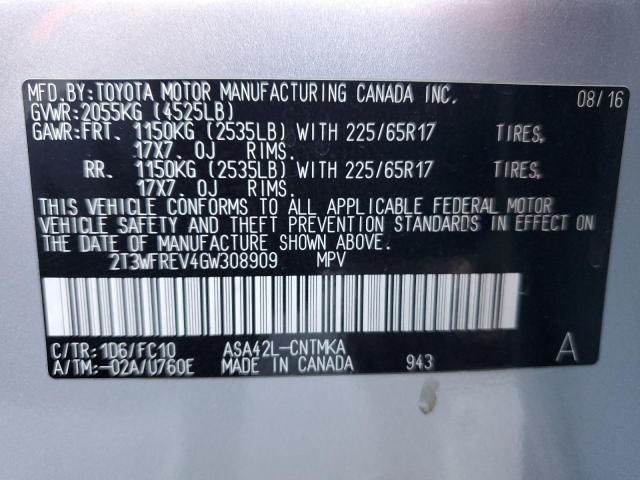 MFD.BY:TOYOTA MOTOR MANUFACTURING CANADA INC. 08/16
GVWR:2055KG (4525LB)
GAWR:FRT. 1150KG (2535LB) WITH 225/65R17 TIRES,
17X7. 0J RIMS.
RR. 1150KG (2535LB) WITH 225/65R17 TIRES,
17X7. 0J RIMS.
THIS VEHICLE CONFORMS TO ALL APPLICABLE FEDERAL MOTOR
VEHICLE SAFETY AND THEFT PREVENTION STANDARDS IN EFFECT ON
THE DATE OF MANUFACTURE SHOWN ABOVE.
2T3WFREV4GW308909 MPV
C/TR:1D6/FC10 ASA42L-CNTMKA A
A/TM:-02A/U760E MADE IN CANADA 943